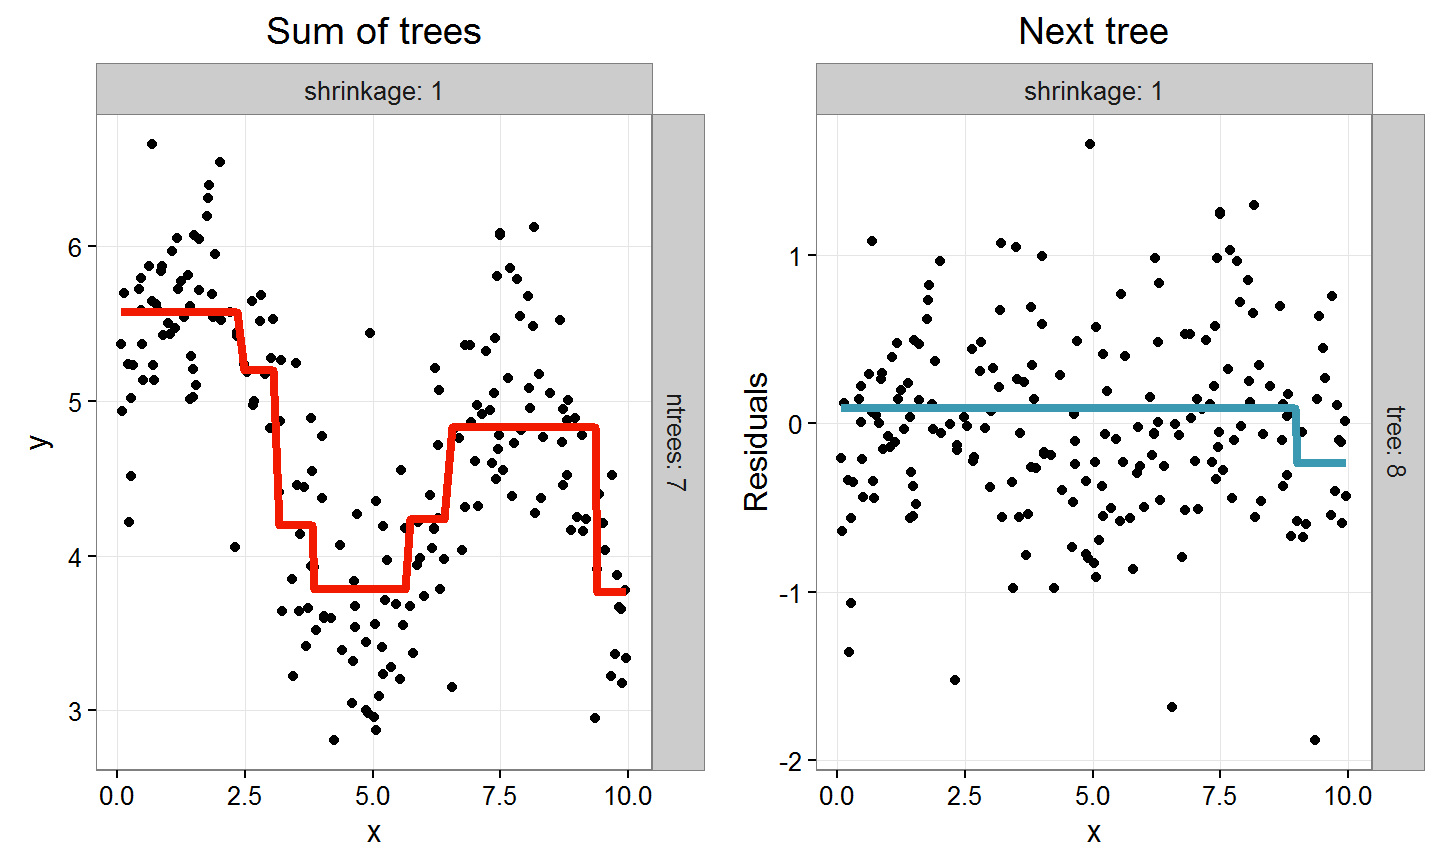 Sum of trees
shrinkage: 1
ntrees: 7
y
6
5
4
3
0.0 2.5 5.0 7.5 10.0
x
Next tree
shrinkage: 1
tree: 8
Residuals
1
0
-1
-2
0.0 2.5 5.0 7.5 10.0
x